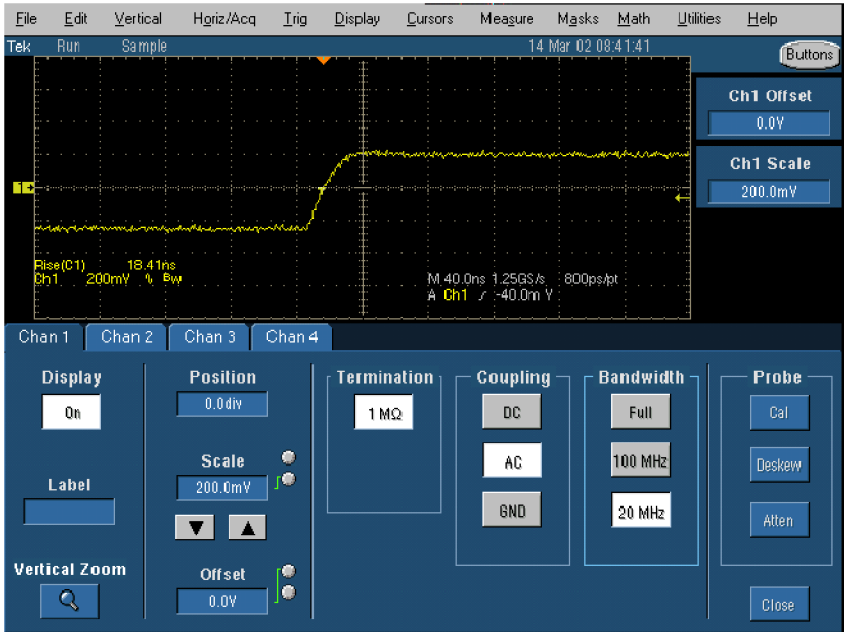 File Edit Vertical Horiz/Acq Trig Display Cursors Measure Masks Math Utilities Help
Tek Run Sample 14 Mar 02 08:41:41
Buttons
Ch1 Offset
0.0V
Ch1 Scale
200.0mV
1
Rise(C1) 18.41ns
Ch1 200mV ∿ Bw
M 40.0ns 1.25GS/s 800ps/pt
A Ch1 ∕ -40.0m V
Chan 1 Chan 2 Chan 3 Chan 4
Display
On
Label
Vertical Zoom
Position
0.0div
Scale
200.0mV
▼ ▲
Offset
0.0V
Termination
1 MΩ
Coupling
DC
AC
GND
Bandwidth
Full
100 MHz
20 MHz
Probe
Cal
Deskew
Atten
Close